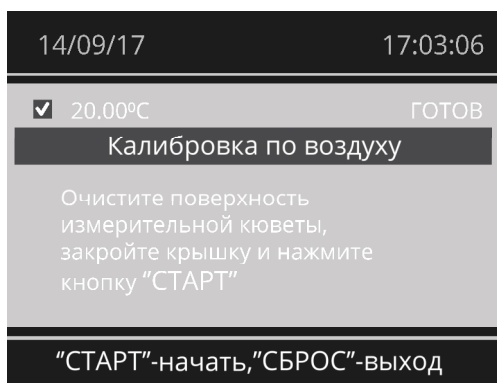 14/09/17 17:03:06
20.00ºC ГОТОВ
Калибровка по воздуху
Очистите поверхность
измерительной кюветы,
закройте крышку и нажмите
кнопку "СТАРТ"
"СТАРТ"-начать,"СБРОС"-выход